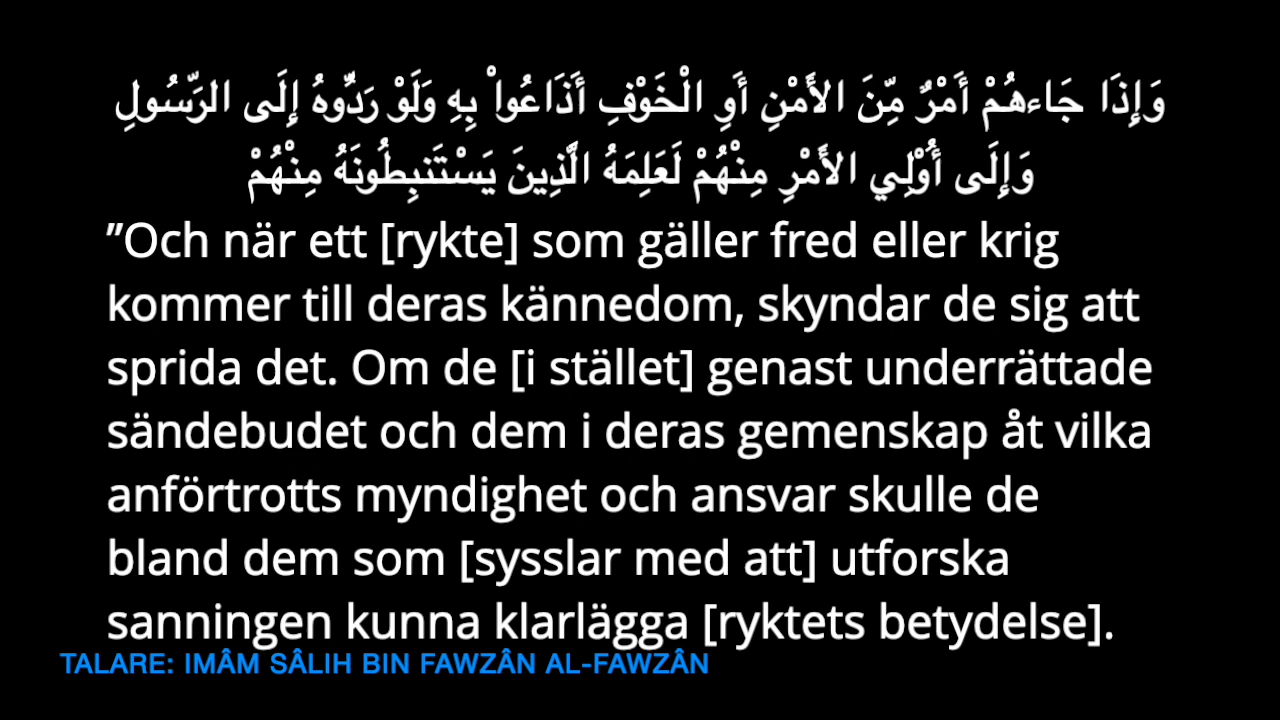 وَإِذَا جَاءهُمْ أَمْرٌ مِّنَ الأَمْنِ أَوِ الْخَوْفِ أَذَاعُواْ بِهِ وَلَوْ رَدُّوهُ إِلَى الرَّسُولِ
وَإِلَى أُوْلِي الأَمْرِ مِنْهُمْ لَعَلِمَهُ الَّذِينَ يَسْتَنبِطُونَهُ مِنْهُمْ
”Och när ett [rykte] som gäller fred eller krig
kommer till deras kännedom, skyndar de sig att
sprida det. Om de [i stället] genast underrättade
sändebudet och dem i deras gemenskap åt vilka
anförtrotts myndighet och ansvar skulle de
bland dem som [sysslar med att] utforska
sanningen kunna klarlägga [ryktets betydelse].
TALARE: IMÂM SÂLIH BIN FAWZÂN AL-FAWZÂN